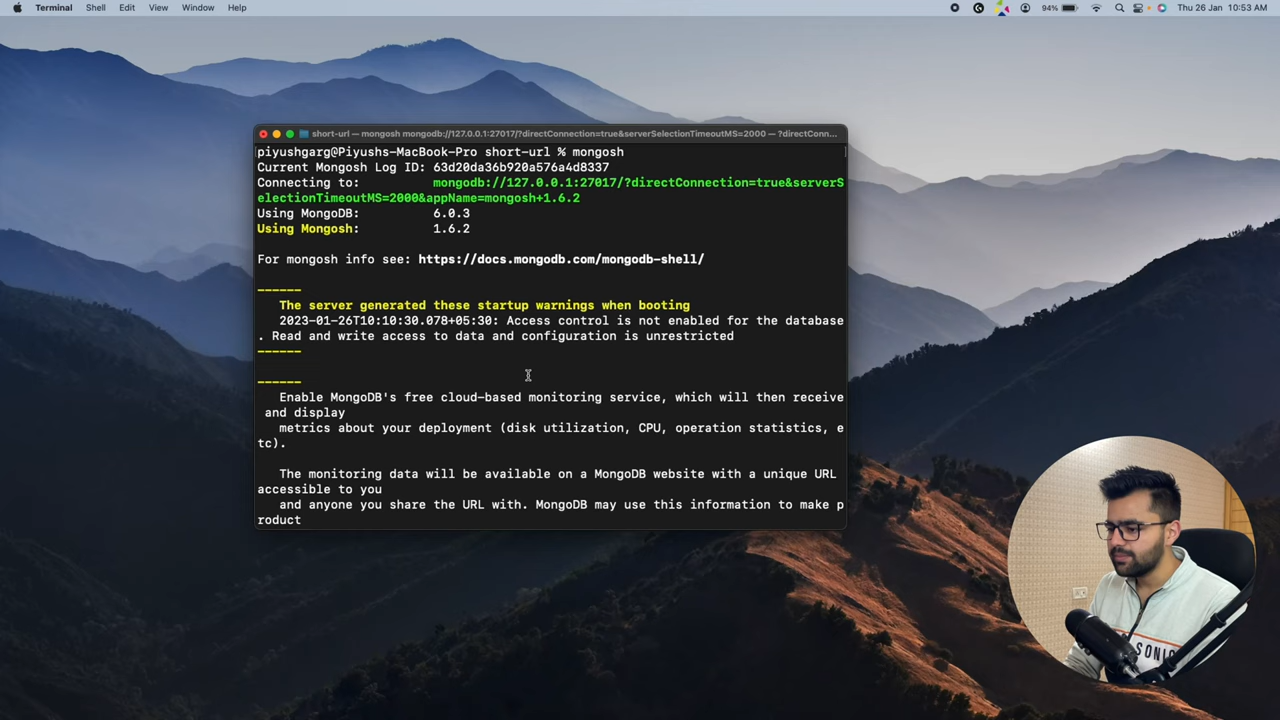 Terminal Shell Edit View Window Help 94% Thu 26 Jan 10:53 AM
short-url — mongosh mongodb://127.0.0.1:27017/?directConnection=true&serverSelectionTimeoutMS=2000 — ?directConn...
piyushgarg@Piyushs-MacBook-Pro short-url % mongosh
Current Mongosh Log ID: 63d20da36b920a576a4d8337
Connecting to: mongodb://127.0.0.1:27017/?directConnection=true&serverS
electionTimeoutMS=2000&appName=mongosh+1.6.2
Using MongoDB: 6.0.3
Using Mongosh: 1.6.2
For mongosh info see: https://docs.mongodb.com/mongodb-shell/
------
The server generated these startup warnings when booting
2023-01-26T10:10:30.078+05:30: Access control is not enabled for the database
. Read and write access to data and configuration is unrestricted
------
------
Enable MongoDB's free cloud-based monitoring service, which will then receive
and display
metrics about your deployment (disk utilization, CPU, operation statistics, e
tc).
The monitoring data will be available on a MongoDB website with a unique URL
accessible to you
and anyone you share the URL with. MongoDB may use this information to make p
roduct